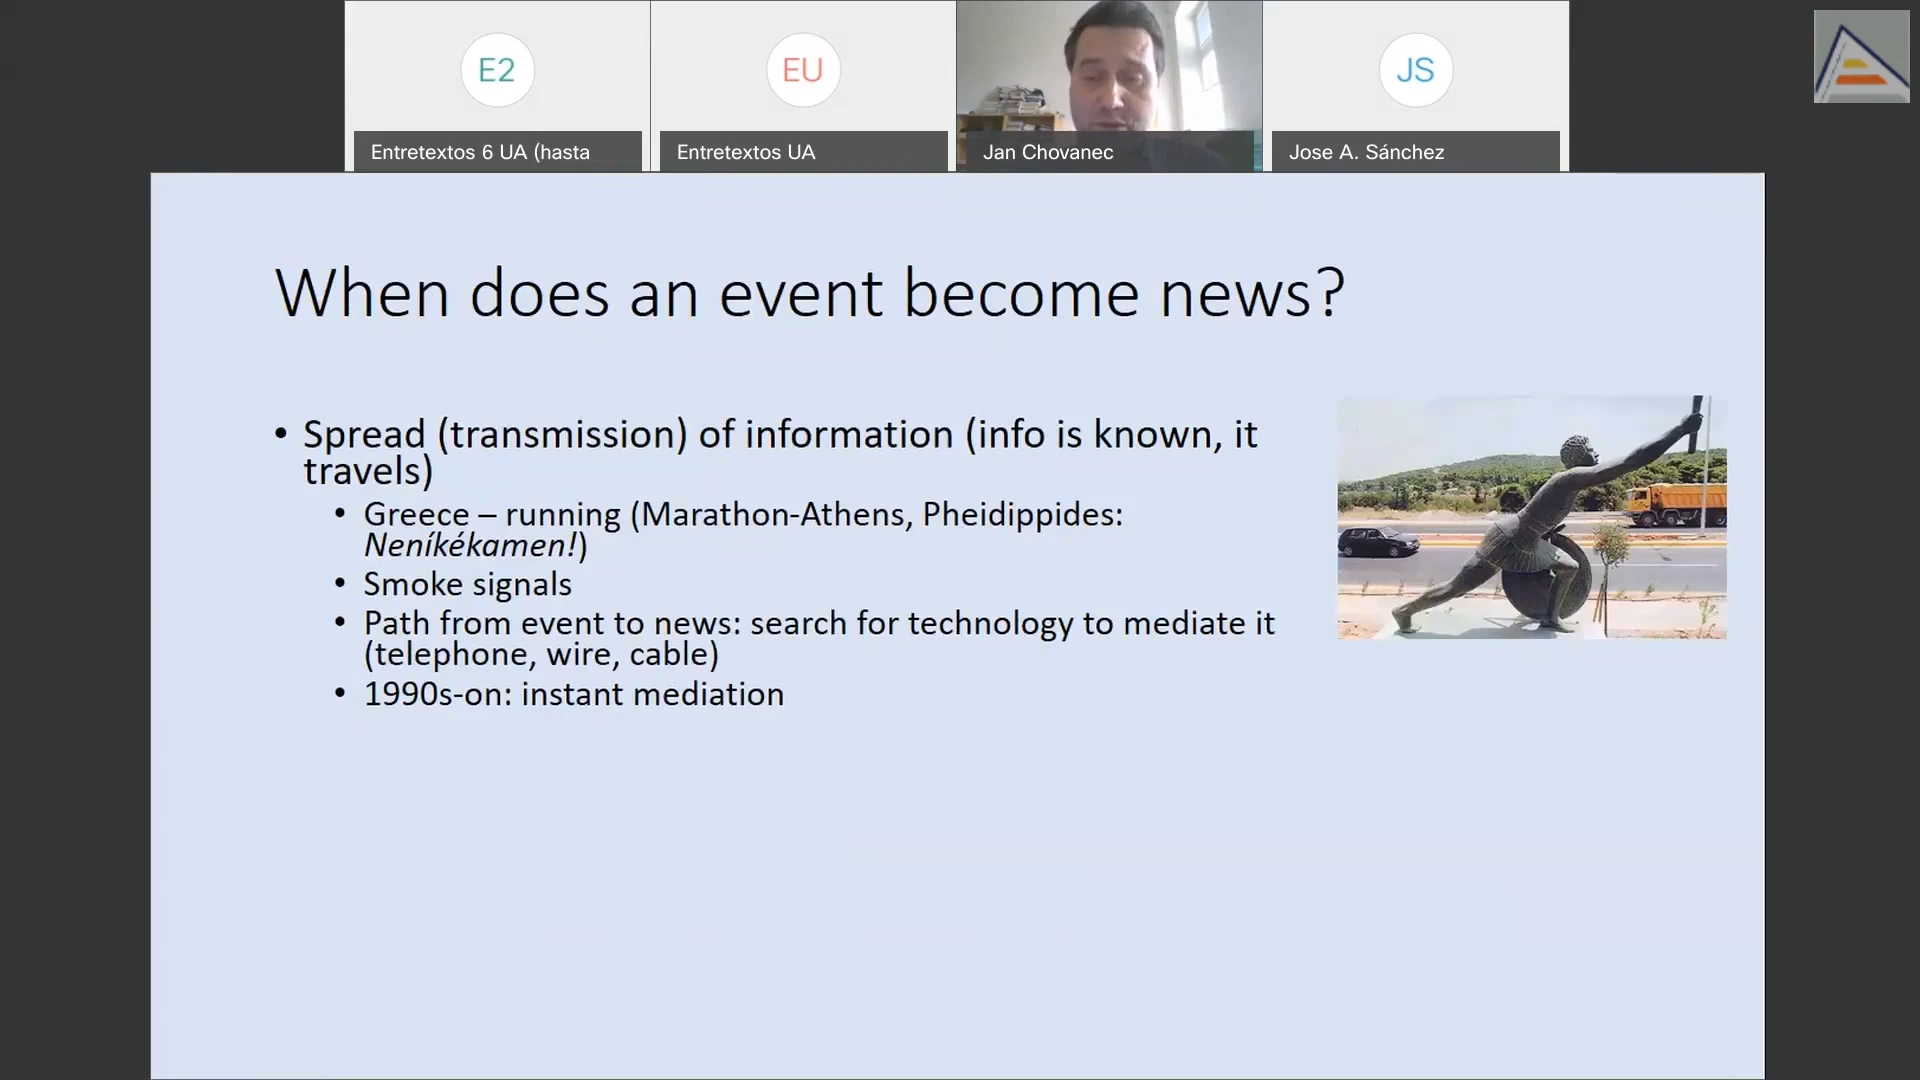 E2
EU
JS
Entretextos 6 UA (hasta
Entretextos UA
Jan Chovanec
Jose A. Sánchez
When does an event become news?
• Spread (transmission) of information (info is known, it
travels)
• Greece – running (Marathon-Athens, Pheidippides:
Neníkékamen!)
• Smoke signals
• Path from event to news: search for technology to mediate it
(telephone, wire, cable)
• 1990s-on: instant mediation